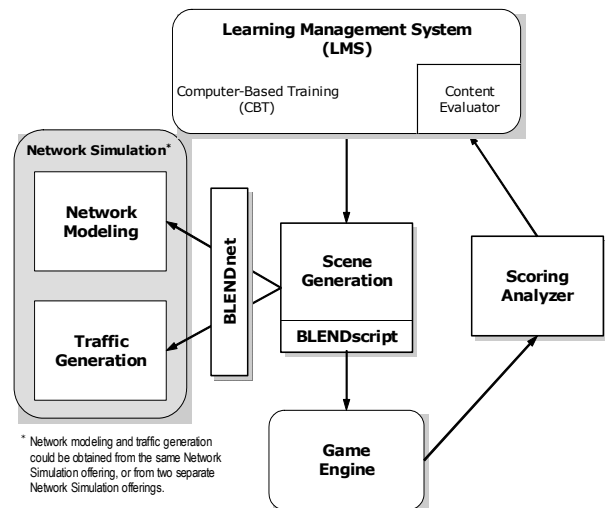 Learning Management System
(LMS)
Computer-Based Training
(CBT)
Content
Evaluator
Network Simulation*
Network
Modeling
Traffic
Generation
BLENDnet
Scene
Generation
BLENDscript
Scoring
Analyzer
Game
Engine
* Network modeling and traffic generation
could be obtained from the same Network
Simulation offering, or from two separate
Network Simulation offerings.